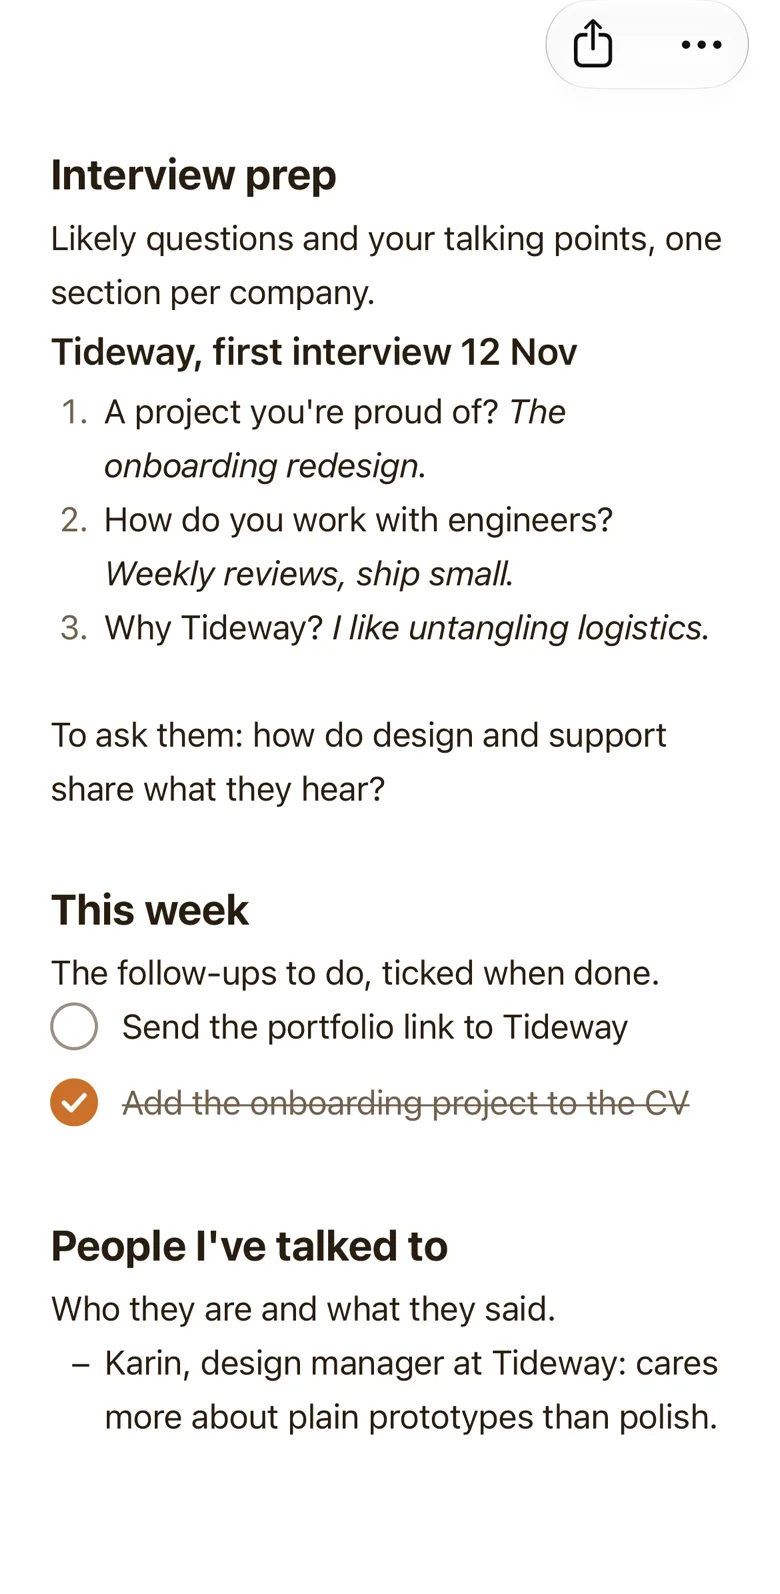 Interview prep
Likely questions and your talking points, one
section per company.
Tideway, first interview 12 Nov
1. A project you're proud of? The
onboarding redesign.
2. How do you work with engineers?
Weekly reviews, ship small.
3. Why Tideway? I like untangling logistics.
To ask them: how do design and support
share what they hear?
This week
The follow-ups to do, ticked when done.
Send the portfolio link to Tideway
Add the onboarding project to the CV
People I've talked to
Who they are and what they said.
– Karin, design manager at Tideway: cares
more about plain prototypes than polish.